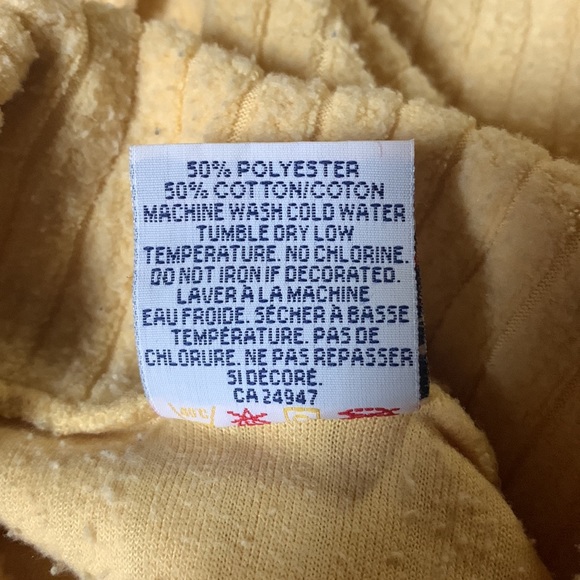 50% POLYESTER
50% COTTON/COTON
MACHINE WASH COLD WATER
TUMBLE DRY LOW
TEMPERATURE. NO CHLORINE.
DO NOT IRON IF DECORATED.
LAVER À LA MACHINE
EAU FROIDE. SÉCHER À BASSE
TEMPÉRATURE. PAS DE
CHLORURE. NE PAS REPASSER
SI DÉCORÉ.
CA 24947